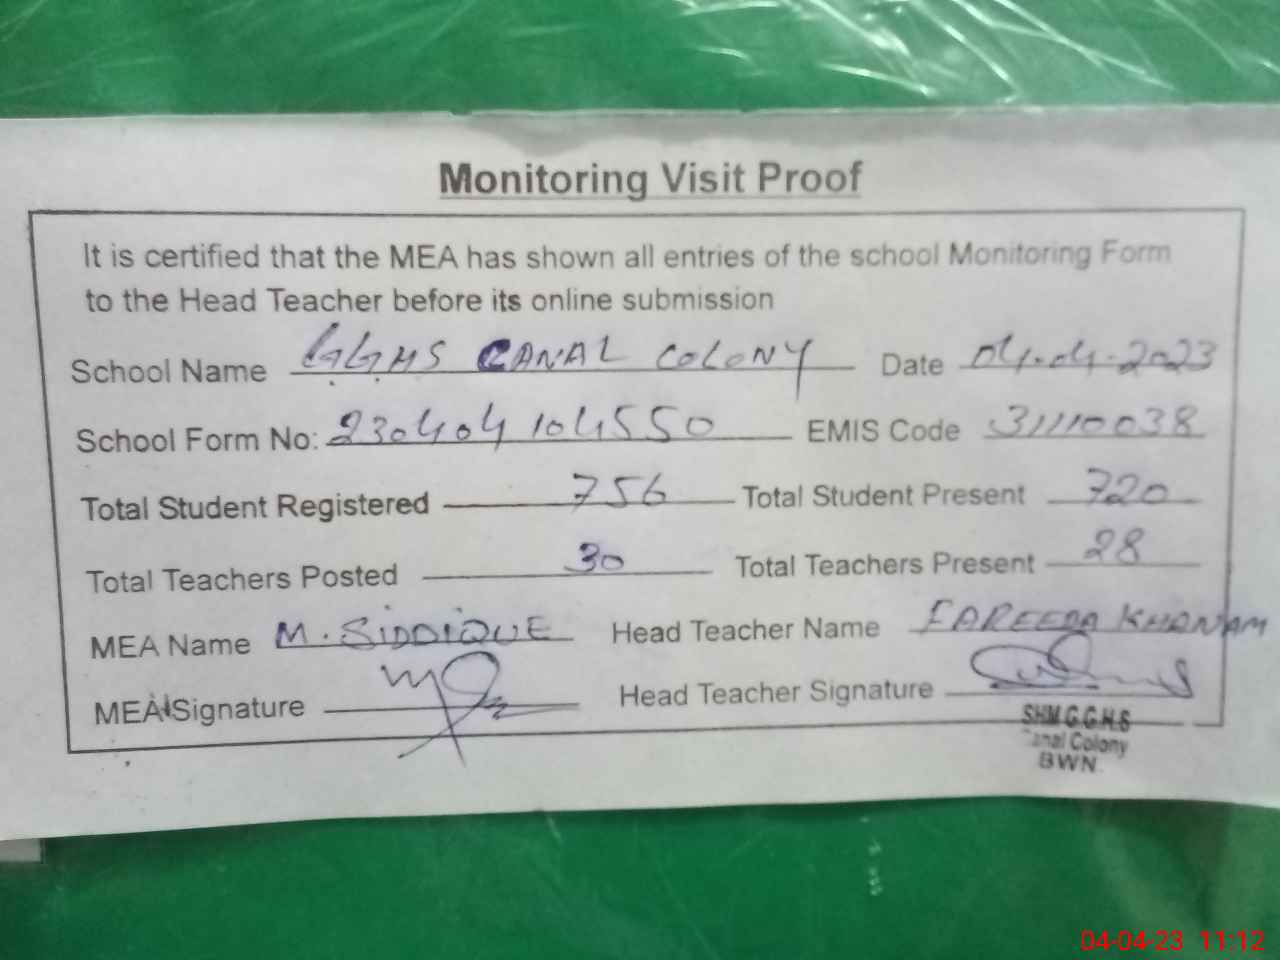 Monitoring Visit Proof
It is certified that the MEA has shown all entries of the school Monitoring Form
to the Head Teacher before its online submission
School Name GGHS CANAL COLONY Date 04-04-2023
School Form No: 230404104550 EMIS Code 31110038
Total Student Registered 756 Total Student Present 720
Total Teachers Posted 30 Total Teachers Present 28
MEA Name M. SIDDIQUE Head Teacher Name FAREEDA KHANAM
MEA Signature Head Teacher Signature
SHM G.G.H.S
Canal Colony
BWN.
04-04-23 11:12